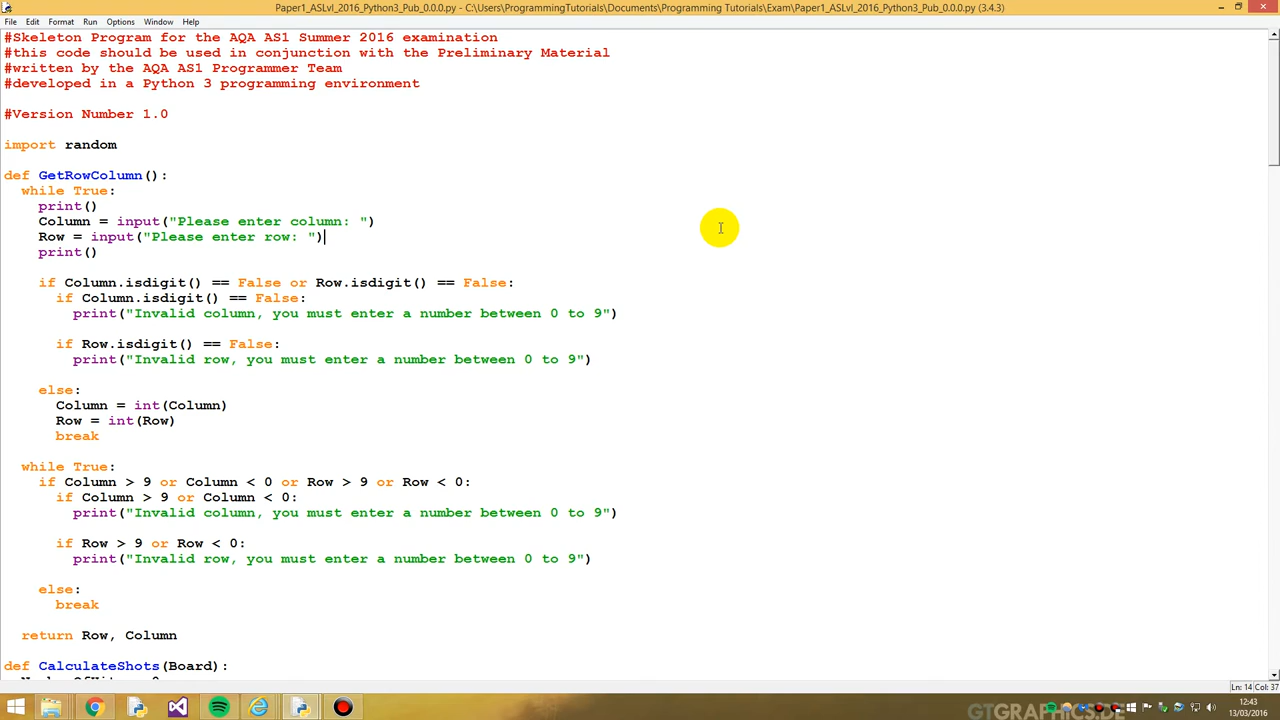 Paper1_ASLvl_2016_Python3_Pub_0.0.0.py - C:\Users\ProgrammingTutorials\Documents\Programming Tutorials\Exam\Paper1_ASLvl_2016_Python3_Pub_0.0.0.py (3.4.3)
File Edit Format Run Options Window Help
#Skeleton Program for the AQA AS1 Summer 2016 examination
#this code should be used in conjunction with the Preliminary Material
#written by the AQA AS1 Programmer Team
#developed in a Python 3 programming environment
#Version Number 1.0
import random
def GetRowColumn():
while True:
print()
Column = input("Please enter column: ")
Row = input("Please enter row: ")
print()
if Column.isdigit() == False or Row.isdigit() == False:
if Column.isdigit() == False:
print("Invalid column, you must enter a number between 0 to 9")
if Row.isdigit() == False:
print("Invalid row, you must enter a number between 0 to 9")
else:
Column = int(Column)
Row = int(Row)
break
while True:
if Column > 9 or Column < 0 or Row > 9 or Row < 0:
if Column > 9 or Column < 0:
print("Invalid column, you must enter a number between 0 to 9")
if Row > 9 or Row < 0:
print("Invalid row, you must enter a number between 0 to 9")
else:
break
return Row, Column
def CalculateShots(Board):
Ln: 14 Col: 37
12:43
13/03/2016